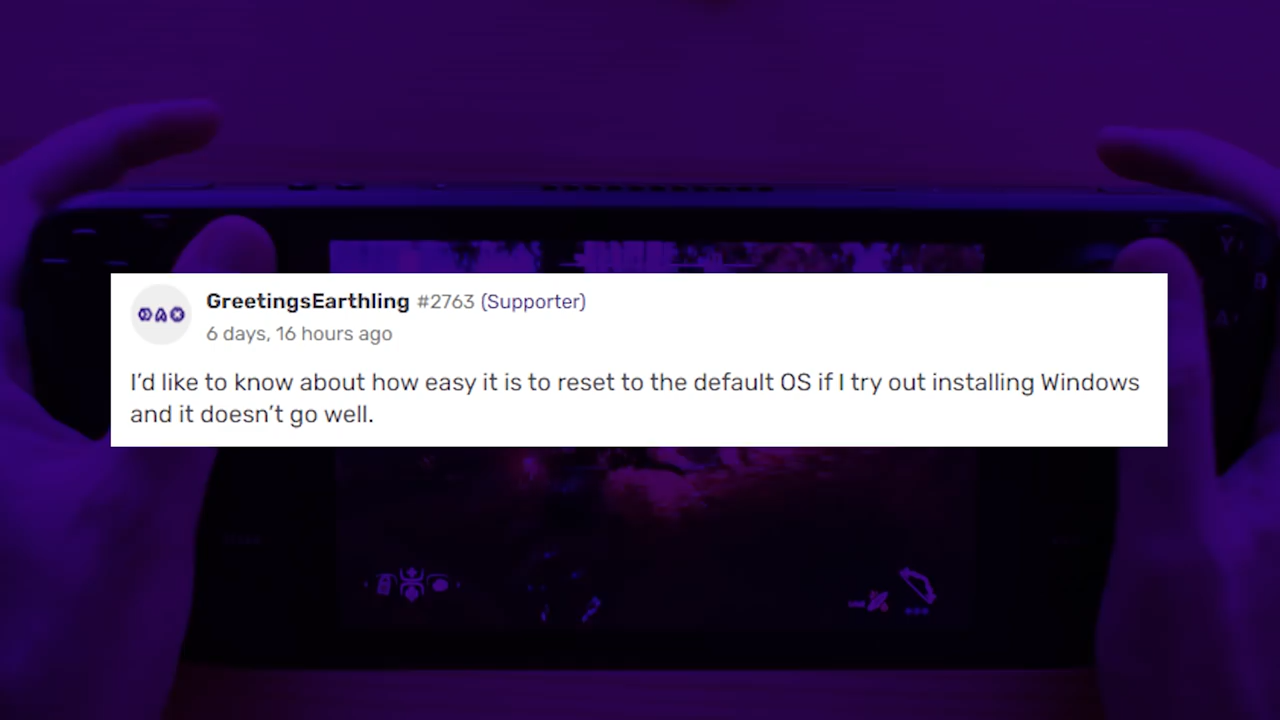 GreetingsEarthling #2763 (Supporter)
6 days, 16 hours ago
I’d like to know about how easy it is to reset to the default OS if I try out installing Windows
and it doesn’t go well.